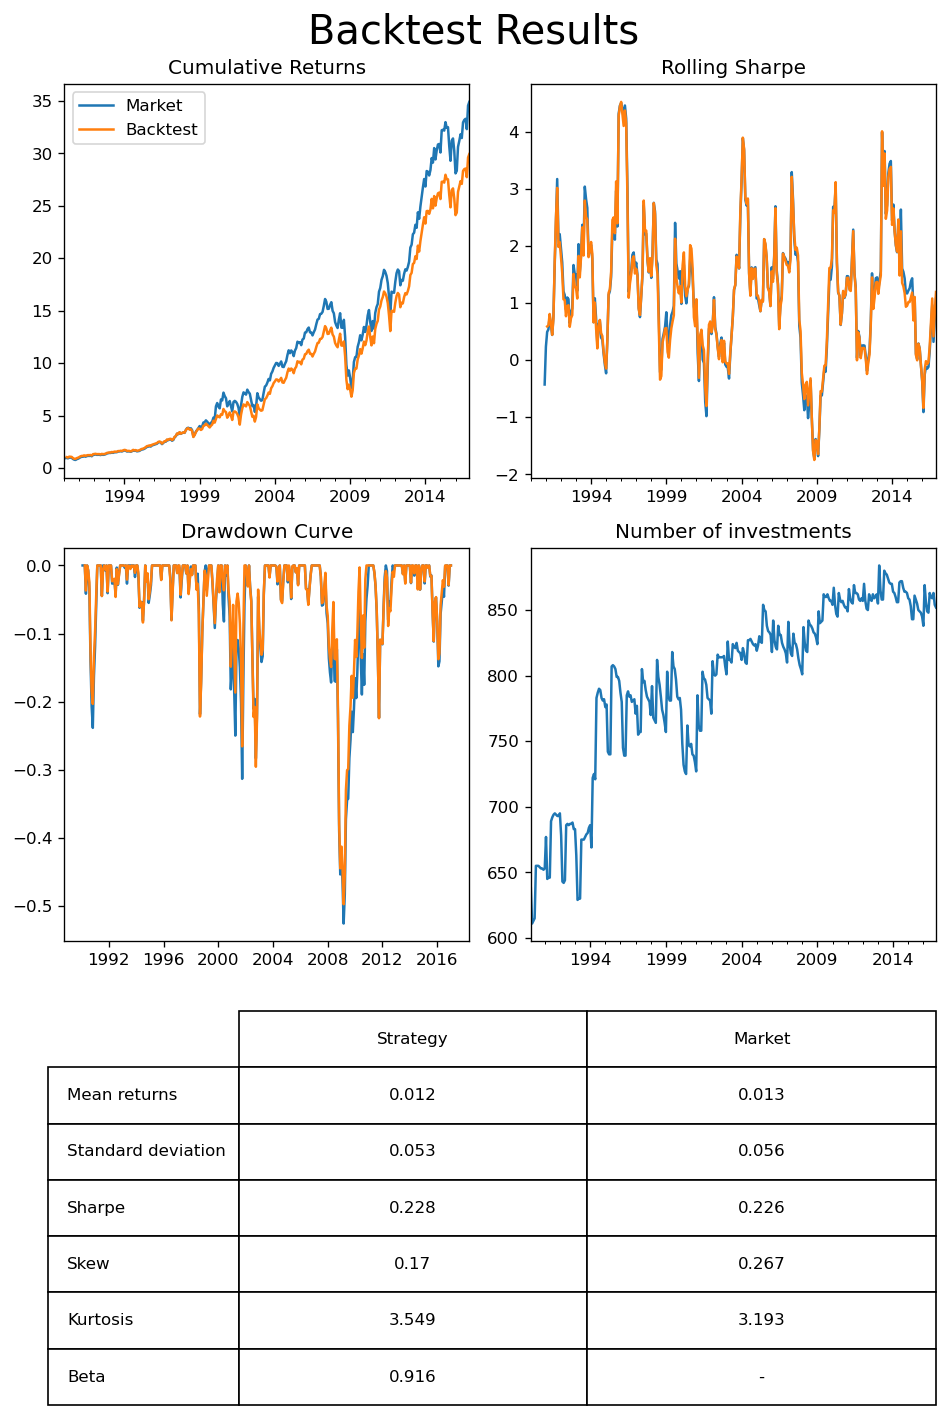 Backtest Results
Cumulative Returns
Market
Backtest
35
30
25
20
15
10
5
0
1994 1999 2004 2009 2014
Rolling Sharpe
4
3
2
1
0
−1
−2
1994 1999 2004 2009 2014
Drawdown Curve
0.0
−0.1
−0.2
−0.3
−0.4
−0.5
1992 1996 2000 2004 2008 2012 2016
Number of investments
850
800
750
700
650
600
1994 1999 2004 2009 2014
Strategy Market
Mean returns 0.012 0.013
Standard deviation 0.053 0.056
Sharpe 0.228 0.226
Skew 0.17 0.267
Kurtosis 3.549 3.193
Beta 0.916 -